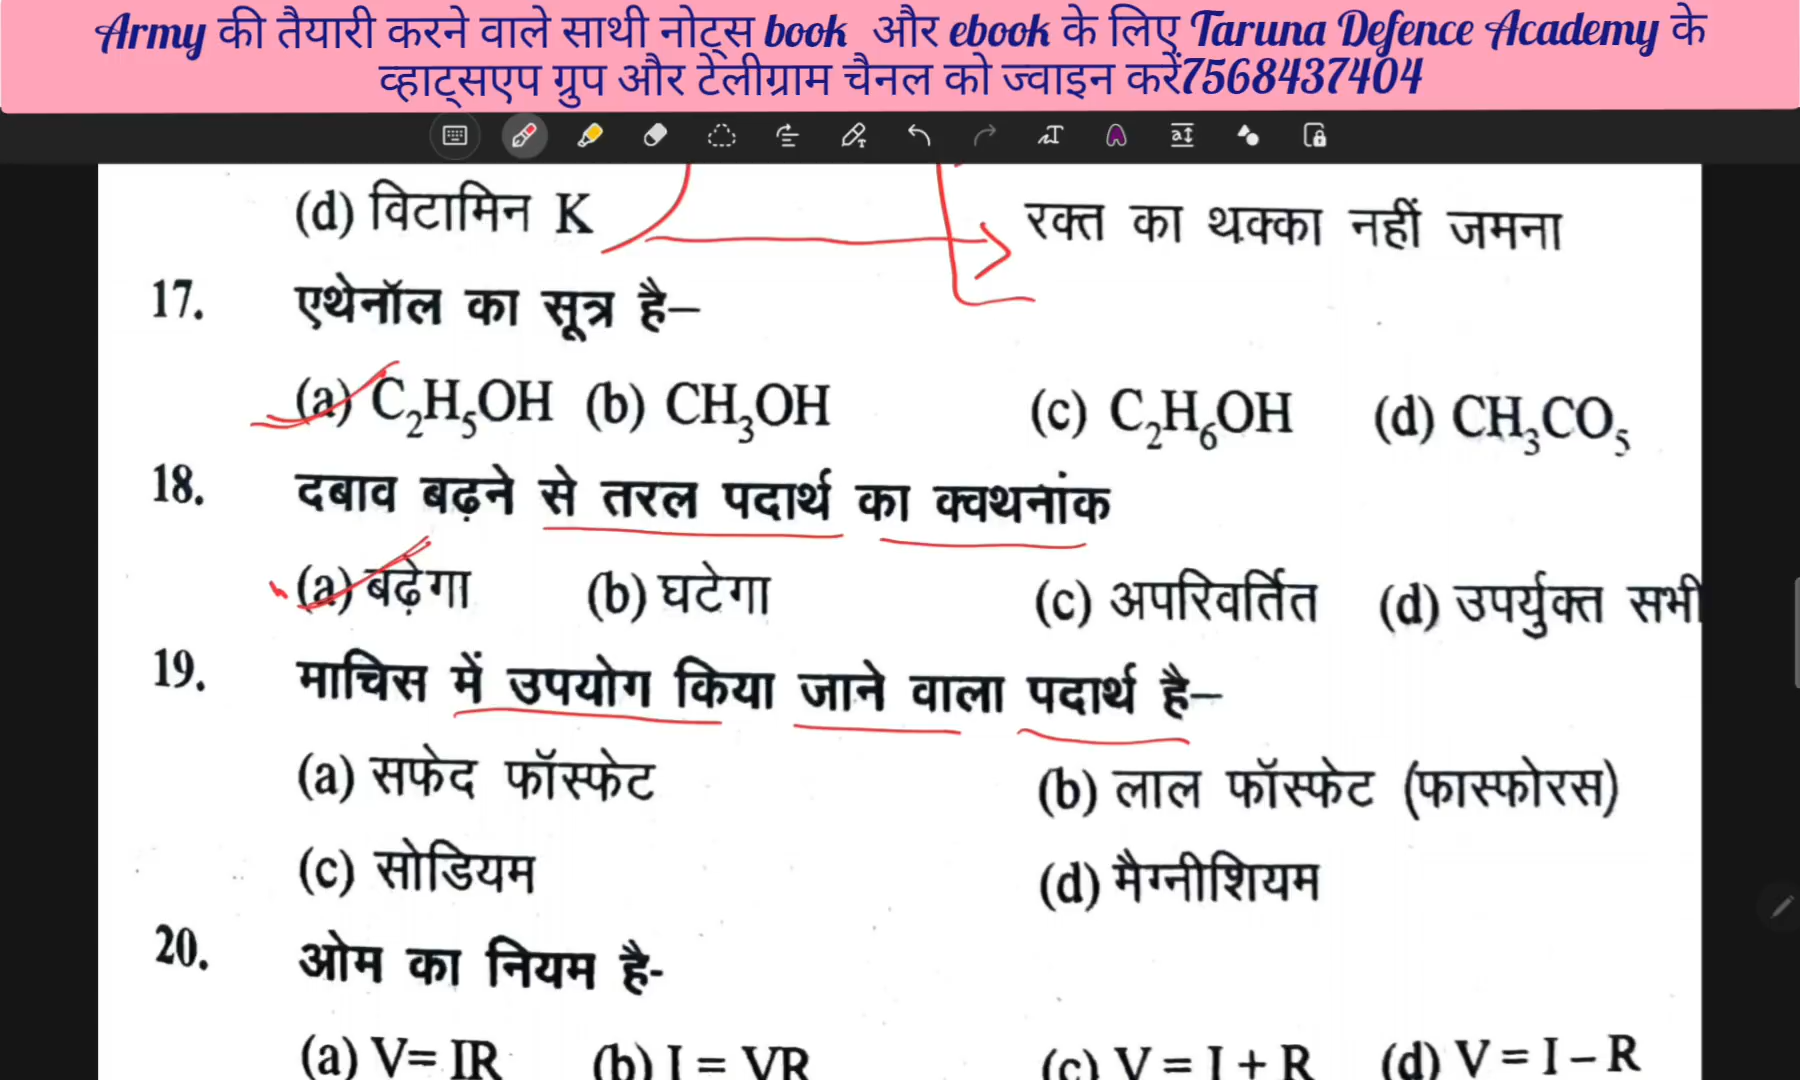 Army की तैयारी करने वाले साथी नोट्स book और ebook के लिए Taruna Defence Academy के
व्हाट्सएप ग्रुप और टेलीग्राम चैनल को ज्वाइन करें7568437404
(d) विटामिन K रक्त का थक्का नहीं जमना
17. एथेनॉल का सूत्र है–
(a) C₂H₅OH (b) CH₃OH (c) C₂H₆OH (d) CH₃CO₅
18. दबाव बढ़ने से तरल पदार्थ का क्वथनांक
(a) बढ़ेगा (b) घटेगा (c) अपरिवर्तित (d) उपर्युक्त सभी
19. माचिस में उपयोग किया जाने वाला पदार्थ है–
(a) सफेद फॉस्फेट (b) लाल फॉस्फेट (फास्फोरस)
(c) सोडियम (d) मैग्नीशियम
20. ओम का नियम है-
(a) V= IR (b) I = VR (c) V = I + R (d) V = I – R